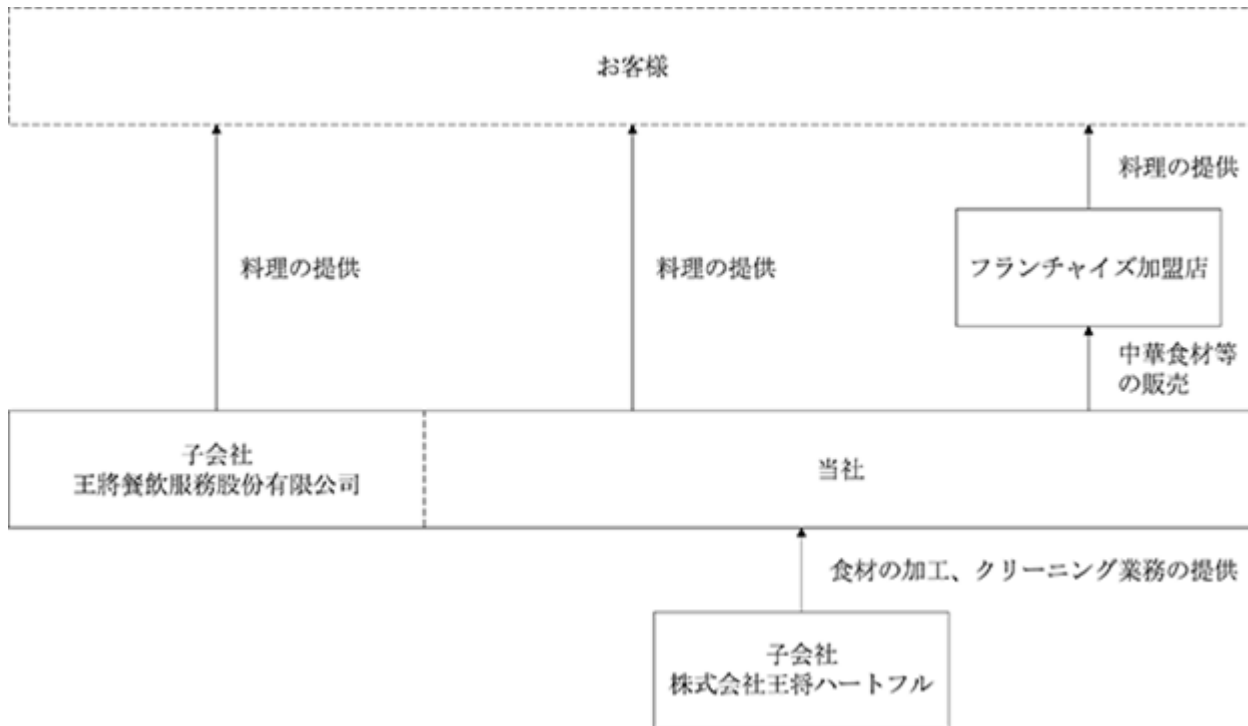 お客様
料理の提供
フランチャイズ加盟店
料理の提供
料理の提供
中華食材等
の販売
子会社
王將餐飲服務股份有限公司
当社
食材の加工、クリーニング業務の提供
子会社
株式会社王将ハートフル